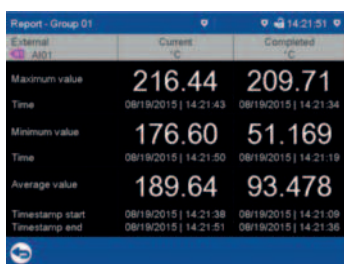 Report - Group 01 14:21:51
External Current Completed
AI01 °C °C
Maximum value 216.44 209.71
Time 08/19/2015 | 14:21:43 08/19/2015 | 14:21:34
Minimum value 176.60 51.169
Time 08/19/2015 | 14:21:50 08/19/2015 | 14:21:19
Average value 189.64 93.478
Timestamp start 08/19/2015 | 14:21:38 08/19/2015 | 14:21:09
Timestamp end 08/19/2015 | 14:21:51 08/19/2015 | 14:21:36